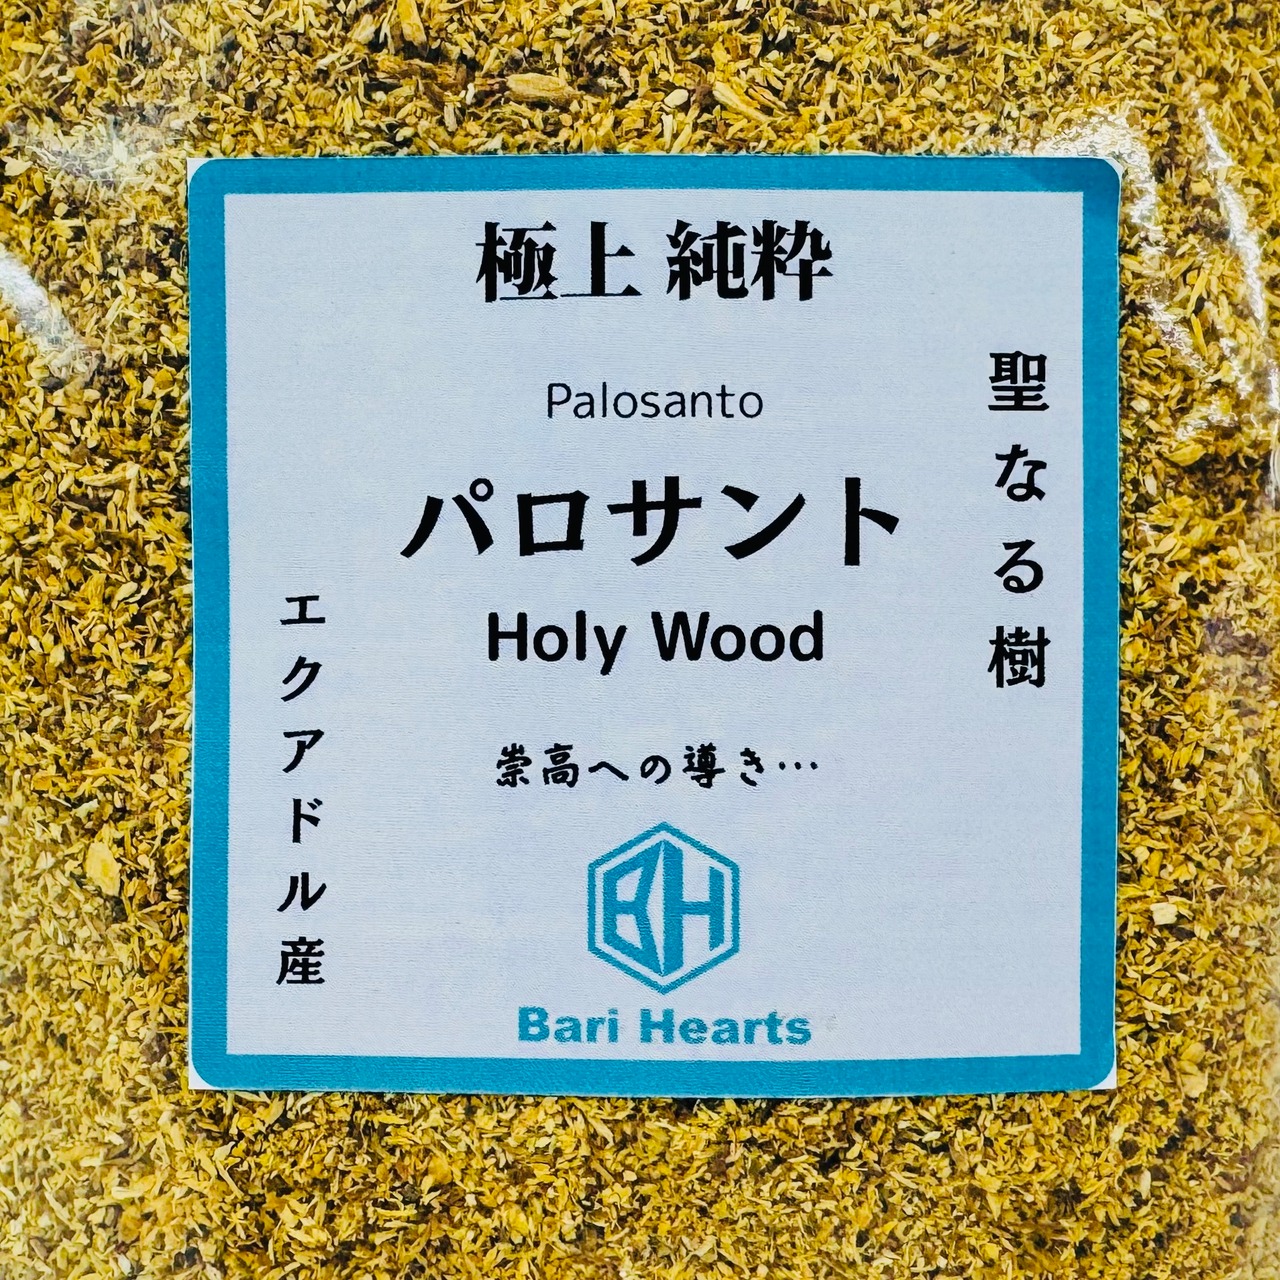 極上 純粋
Palosanto
パロサント
Holy Wood
崇高への導き…
聖なる樹
エクアドル産
BH
Bari Hearts